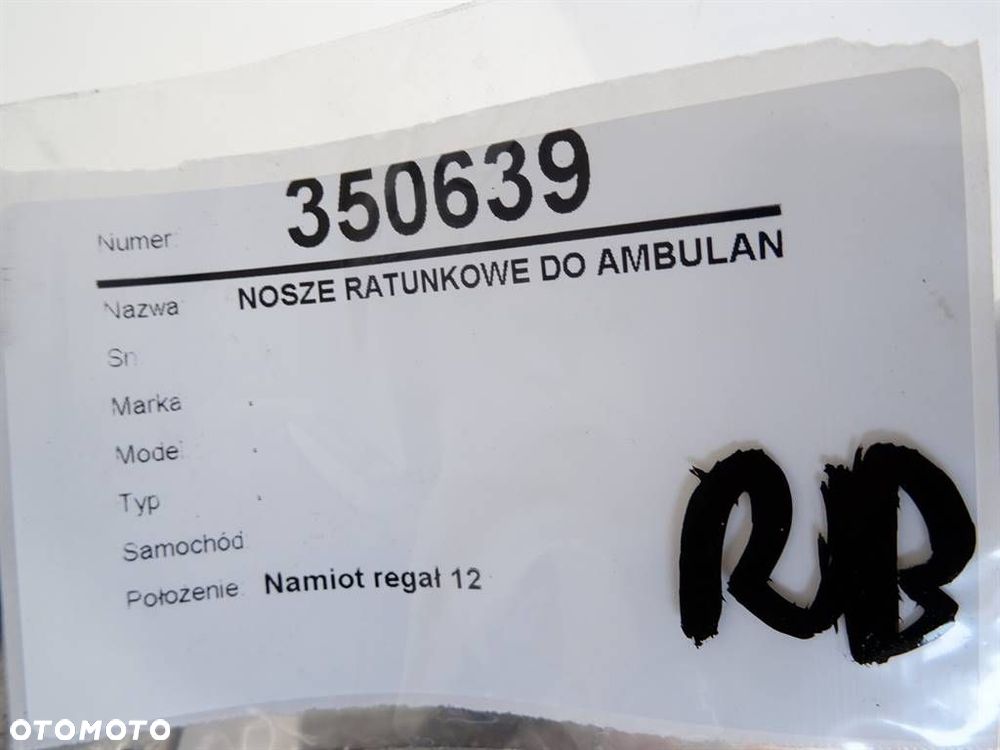 Numer: 350639
Nazwa NOSZE RATUNKOWE DO AMBULAN
Sn
Marka .
Model .
Typ .
Samochód
Położenie: Namiot regał 12
RB
OTOMOTO